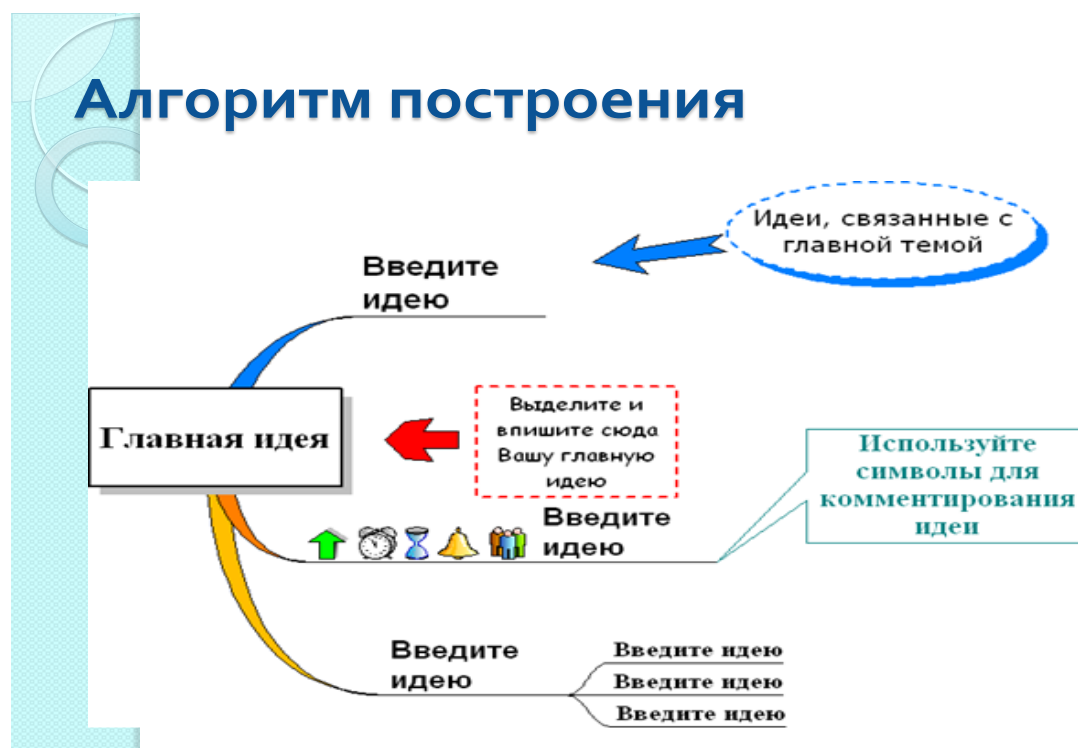 Алгоритм построения
Идеи, связанные с
главной темой
Введите
идею
Выделите и
впишите сюда
Вашу главную
идею
Главная идея
Используйте
символы для
комментирования
идеи
Введите
идею
Введите
идею
Введите идею
Введите идею
Введите идею